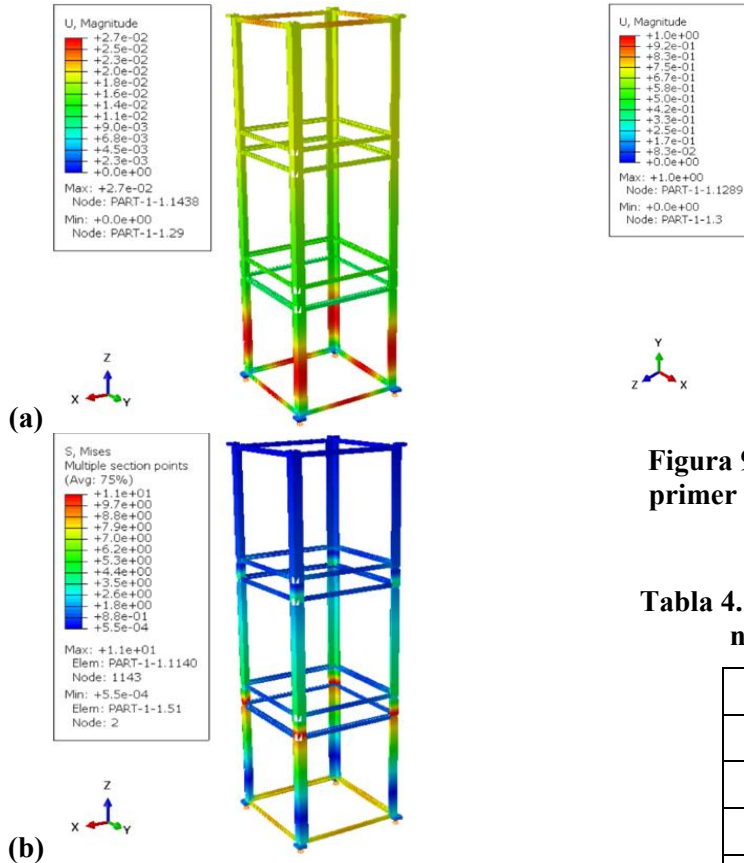 U, Magnitude
+2.7e-02
+2.5e-02
+2.3e-02
+2.0e-02
+1.8e-02
+1.6e-02
+1.4e-02
+1.1e-02
+9.0e-03
+6.8e-03
+4.5e-03
+2.3e-03
+0.0e+00
Max: +2.7e-02
Node: PART-1-1.1438
Min: +0.0e+00
Node: PART-1-1.29
Z
X
Y
(a)
S, Mises
Multiple section points
(Avg: 75%)
+1.1e+01
+9.7e+00
+8.8e+00
+7.9e+00
+7.0e+00
+6.2e+00
+5.3e+00
+4.4e+00
+3.5e+00
+2.6e+00
+1.8e+00
+8.8e-01
+5.5e-04
Max: +1.1e+01
Elem: PART-1-1.1140
Node: 1143
Min: +5.5e-04
Elem: PART-1-1.51
Node: 2
Z
X
Y
(b)
U, Magnitude
+1.0e+00
+9.2e-01
+8.3e-01
+7.5e-01
+6.7e-01
+5.8e-01
+5.0e-01
+4.2e-01
+3.3e-01
+2.5e-01
+1.7e-01
+8.3e-02
+0.0e+00
Max: +1.0e+00
Node: PART-1-1.1289
Min: +0.0e+00
Node: PART-1-1.3
Y
Z
X
Figura 9
primer
Tabla 4.
n